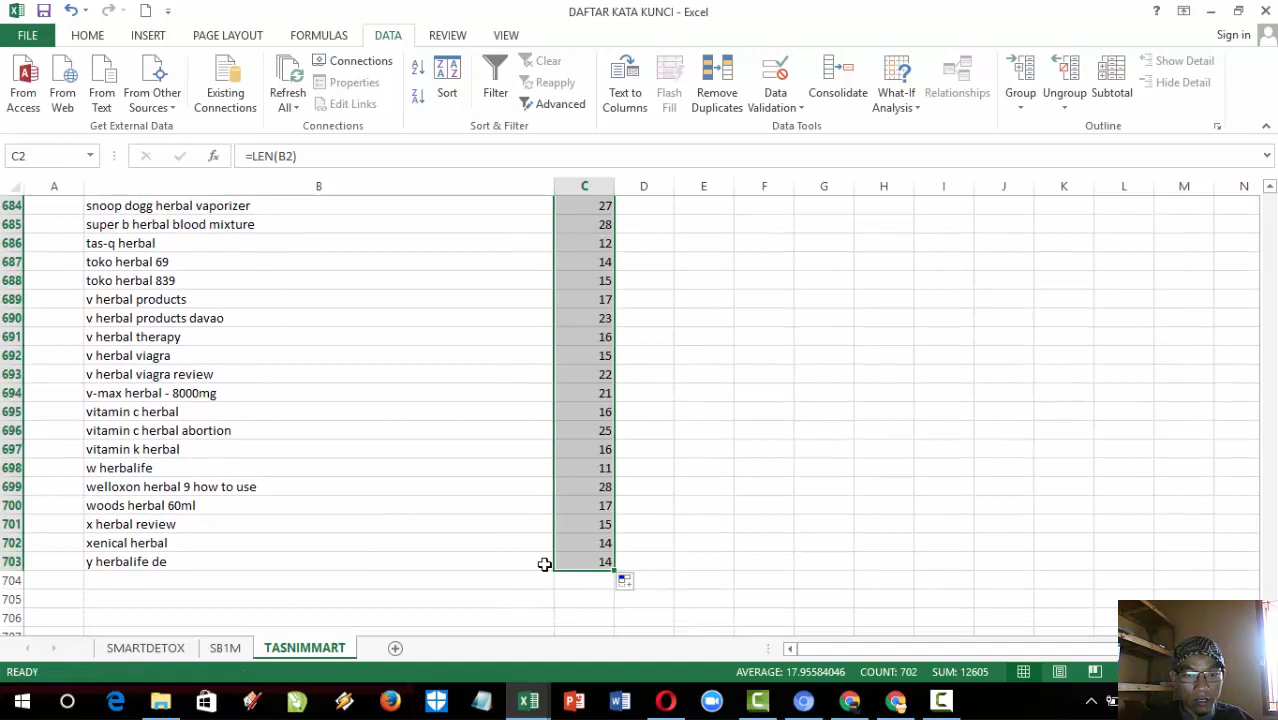 DAFTAR KATA KUNCI - Excel
?
FILE HOME INSERT PAGE LAYOUT FORMULAS DATA REVIEW VIEW Sign in
From Access
From Web
From Text
From Other Sources
Existing Connections
Refresh All
Connections
Properties
Edit Links
Sort
Filter
Clear
Reapply
Advanced
Text to Columns
Flash Fill
Remove Duplicates
Data Validation
Consolidate
What-If Analysis
Relationships
Group
Ungroup
Subtotal
Show Detail
Hide Detail
Get External Data Connections Sort & Filter Data Tools Outline
C2 fx =LEN(B2)
A B C D E F G H I J K L M N
684 snoop dogg herbal vaporizer 27
685 super b herbal blood mixture 28
686 tas-q herbal 12
687 toko herbal 69 14
688 toko herbal 839 15
689 v herbal products 17
690 v herbal products davao 23
691 v herbal therapy 16
692 v herbal viagra 15
693 v herbal viagra review 22
694 v-max herbal - 8000mg 21
695 vitamin c herbal 16
696 vitamin c herbal abortion 25
697 vitamin k herbal 16
698 w herbalife 11
699 welloxon herbal 9 how to use 28
700 woods herbal 60ml 17
701 x herbal review 15
702 xenical herbal 14
703 y herbalife de 14
704
705
706
SMARTDETOX SB1M TASNIMMART
READY AVERAGE: 17.95584046 COUNT: 702 SUM: 12605